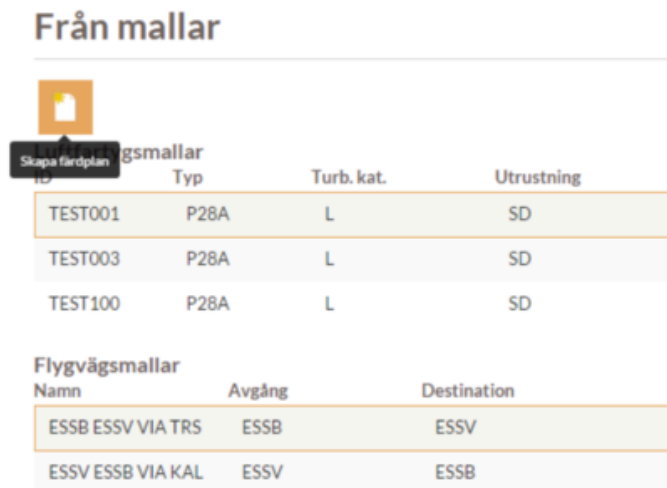 Från mallar
Skapa färdplan
Luftfartygsmallar
ID Typ Turb. kat. Utrustning
TEST001 P28A L SD
TEST003 P28A L SD
TEST100 P28A L SD
Flygvägsmallar
Namn Avgång Destination
ESSB ESSV VIA TRS ESSB ESSV
ESSV ESSB VIA KAL ESSV ESSB